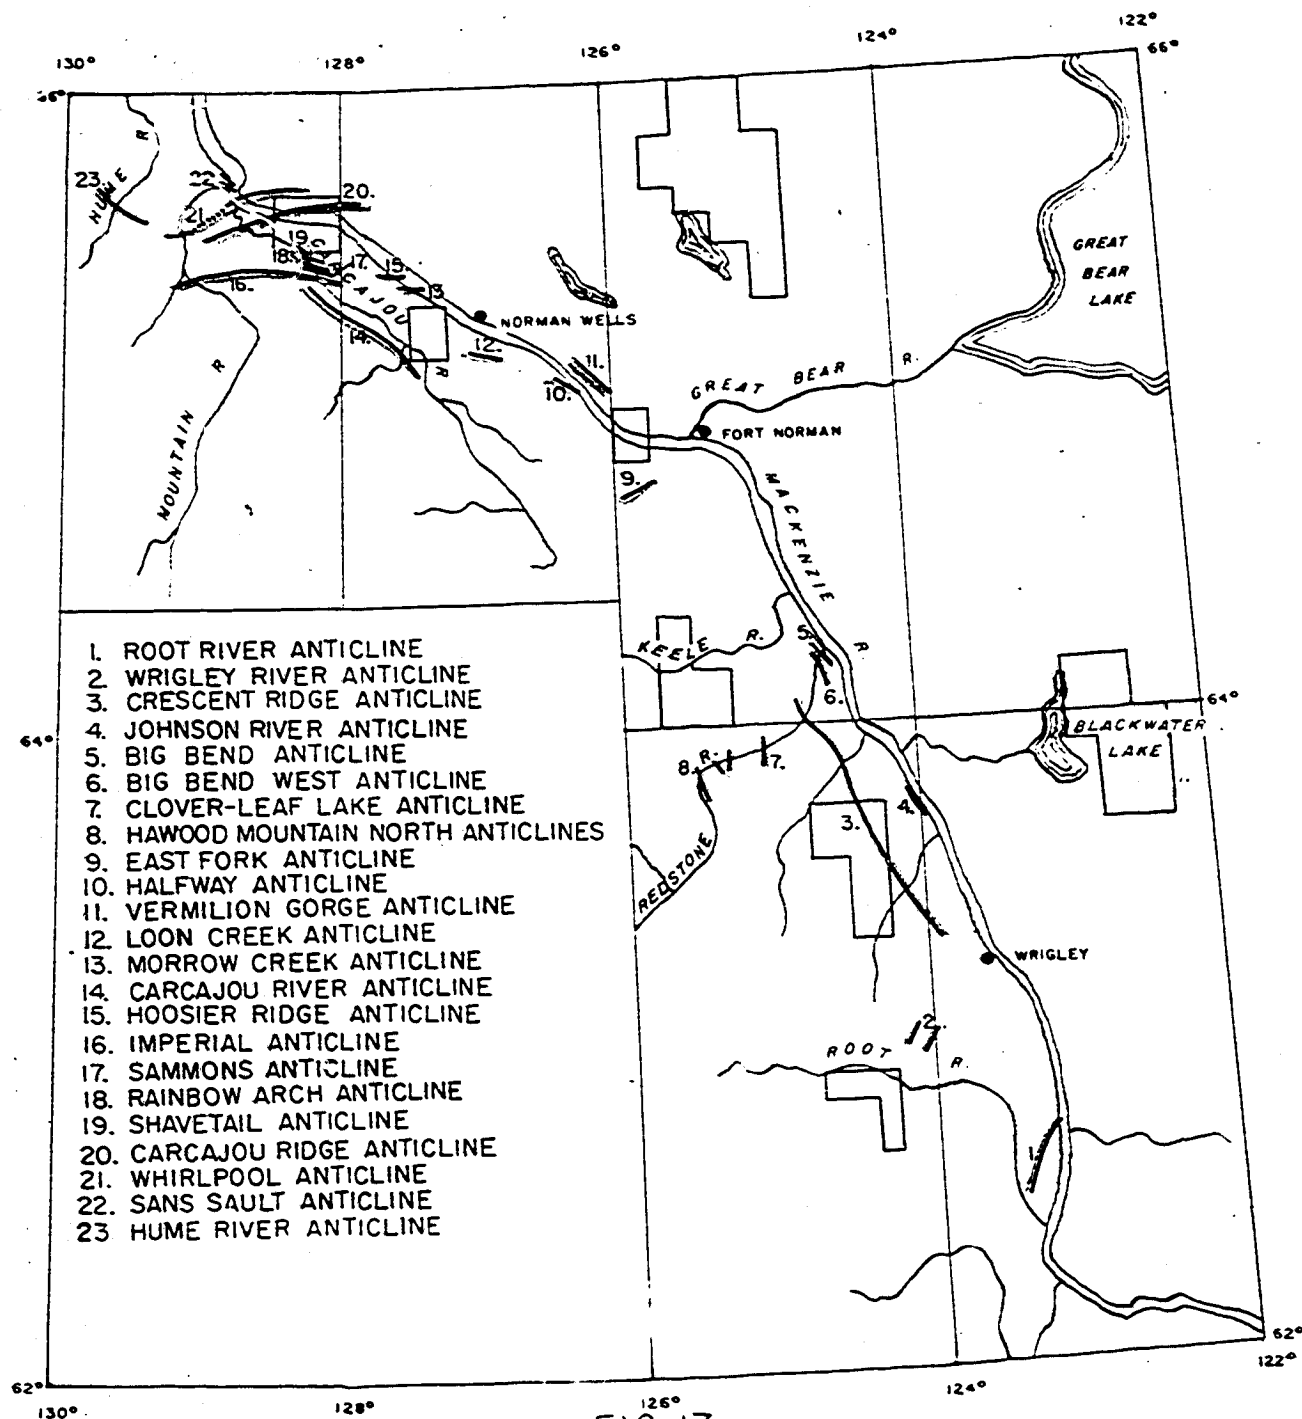 122°
124°
126°
128°
130°
66°
66°
HUME R
23.
22.
20.
21.
19.
18.
17.
15.
13
16.
CARCAJOU
R
14.
NORMAN WELLS
12.
11.
10.
GREAT
BEAR
LAKE
GREAT BEAR R.
FORT NORMAN
MOUNTAIN R
9.
MACKENZIE R.
KEELE R.
5.
6.
64°
64°
BLACKWATER
LAKE
8.
R.
7.
REDSTONE
4.
3.
WRIGLEY
2.
ROOT R.
1.
1. ROOT RIVER ANTICLINE
2 WRIGLEY RIVER ANTICLINE
3. CRESCENT RIDGE ANTICLINE
4. JOHNSON RIVER ANTICLINE
5. BIG BEND ANTICLINE
6. BIG BEND WEST ANTICLINE
7. CLOVER-LEAF LAKE ANTICLINE
8. HAWOOD MOUNTAIN NORTH ANTICLINES
9. EAST FORK ANTICLINE
10. HALFWAY ANTICLINE
11. VERMILION GORGE ANTICLINE
12. LOON CREEK ANTICLINE
13. MORROW CREEK ANTICLINE
14. CARCAJOU RIVER ANTICLINE
15. HOOSIER RIDGE ANTICLINE
16. IMPERIAL ANTICLINE
17. SAMMONS ANTICLINE
18. RAINBOW ARCH ANTICLINE
19. SHAVETAIL ANTICLINE
20. CARCAJOU RIDGE ANTICLINE
21. WHIRLPOOL ANTICLINE
22. SANS SAULT ANTICLINE
23 HUME RIVER ANTICLINE
62°
62°
122°
130°
128°
126°
124°